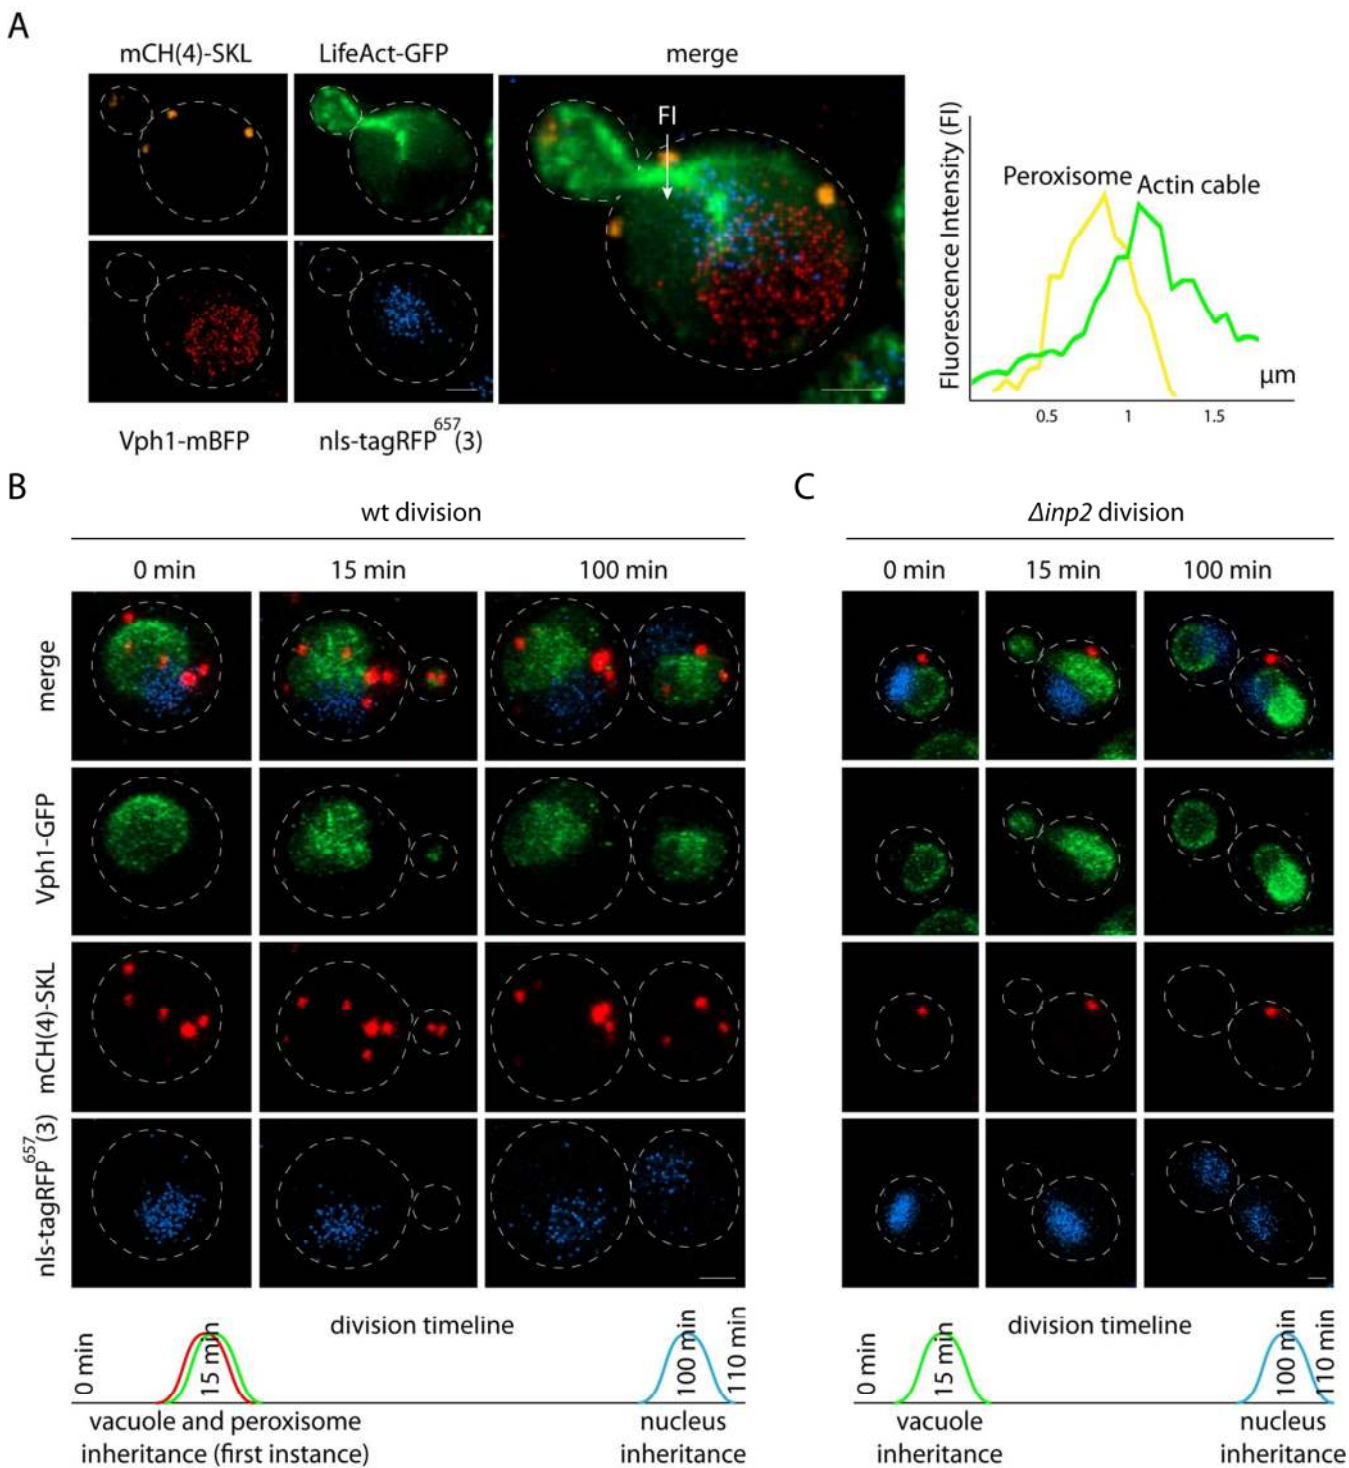 A
mCH(4)-SKL
LifeAct-GFP
merge
FI
Vph1-mBFP
nls-tagRFP657(3)
Fluorescence Intensity (FI)
Peroxisome
Actin cable
µm
0.5
1
1.5
B
wt division
0 min
15 min
100 min
merge
Vph1-GFP
mCH(4)-SKL
nls-tagRFP657(3)
division timeline
0 min
15 min
100 min
110 min
vacuole and peroxisome
inheritance (first instance)
nucleus
inheritance
C
Δinp2 division
0 min
15 min
100 min
division timeline
0 min
15 min
100 min
110 min
vacuole
inheritance
nucleus
inheritance